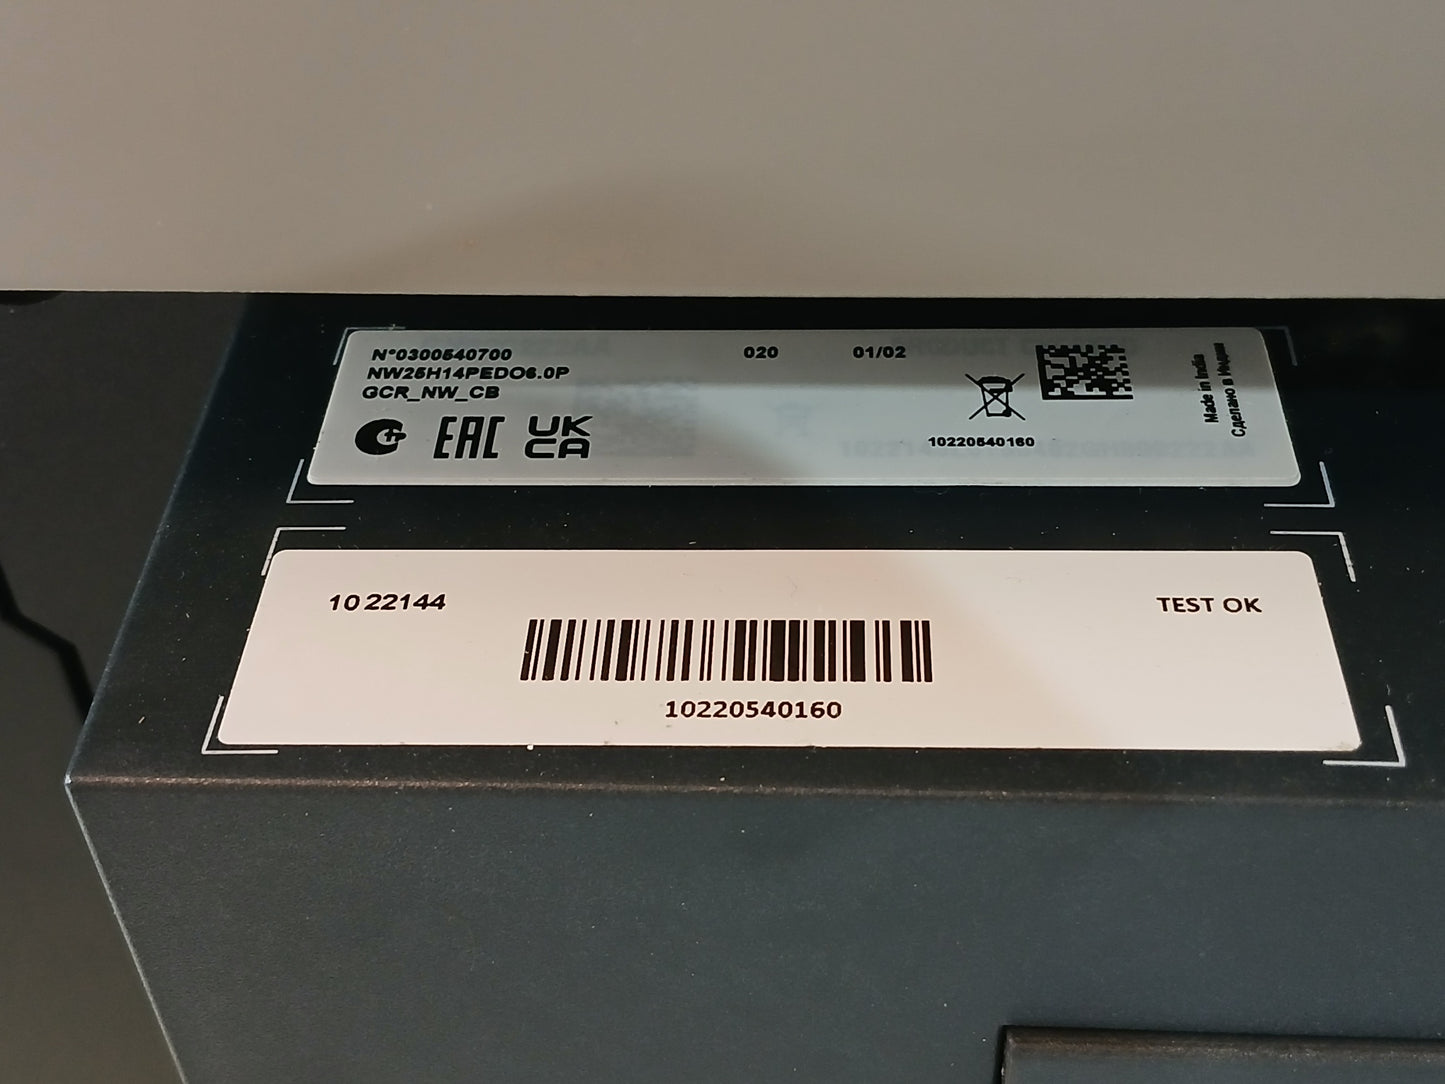 N°0300540700 020 01/02
NW25H14PEDO6.0P
GCR_NW_CB
EAC UK
CA
10220540160
Made in India
Сделано в Индии
1022144 TEST OK
10220540160